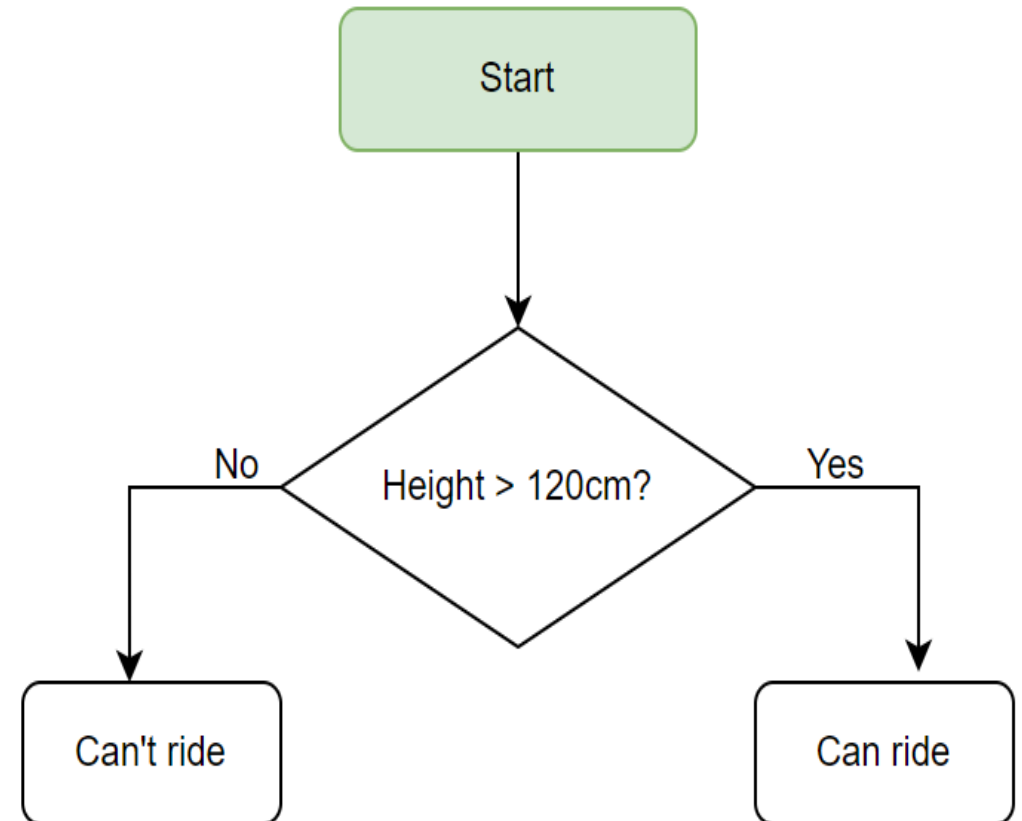 Start
Height > 120cm?
No
Yes
Can't ride
Can ride